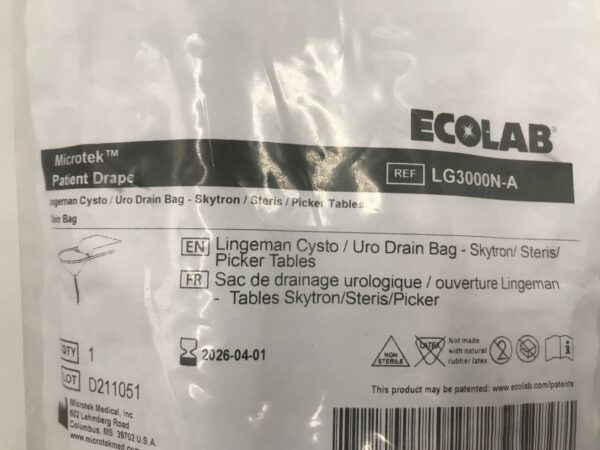 ECOLAB
Microtek™
Patient Drape
REF LG3000N-A
Lingeman Cysto / Uro Drain Bag - Skytron / Steris / Picker Tables
Bag
EN Lingeman Cysto / Uro Drain Bag - Skytron/ Steris/
Picker Tables
FR Sac de drainage urologique / ouverture Lingeman
- Tables Skytron/Steris/Picker
QTY 1
2026-04-01
LOT D211051
NON
STERILE
LATEX
Not made
with natural
rubber latex
2
This product may be patented: www.ecolab.com/patents
Microtek Medical, Inc.
602 Lehmberg Road
Columbus, MS 39702 U.S.A
www.microtekmed.com